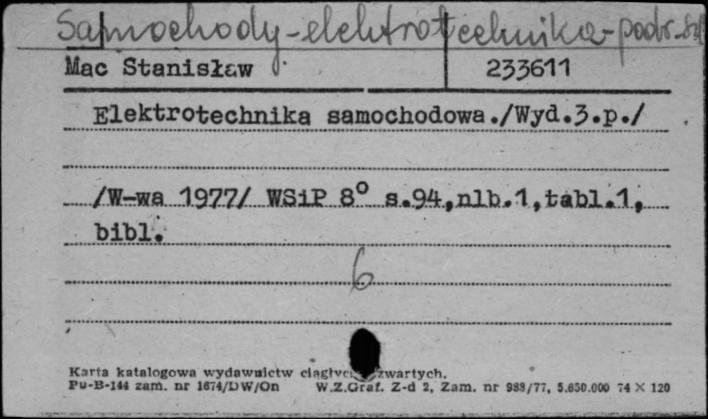 Samochody-elektrotechnika-podr.
Mac Stanisław 233611
Elektrotechnika samochodowa./Wyd.3.p./
/W-wa 1977/ WSiP 8° s.94,nlb.1,tabl.1,
bibl.
6
Karta katalogowa wydawnictw zwartych.
Pu-B-144 zam. nr 1674/DW/On W.Z.Graf. Z-d 2, Zam. nr 988/77, 5.650.000 74 × 120